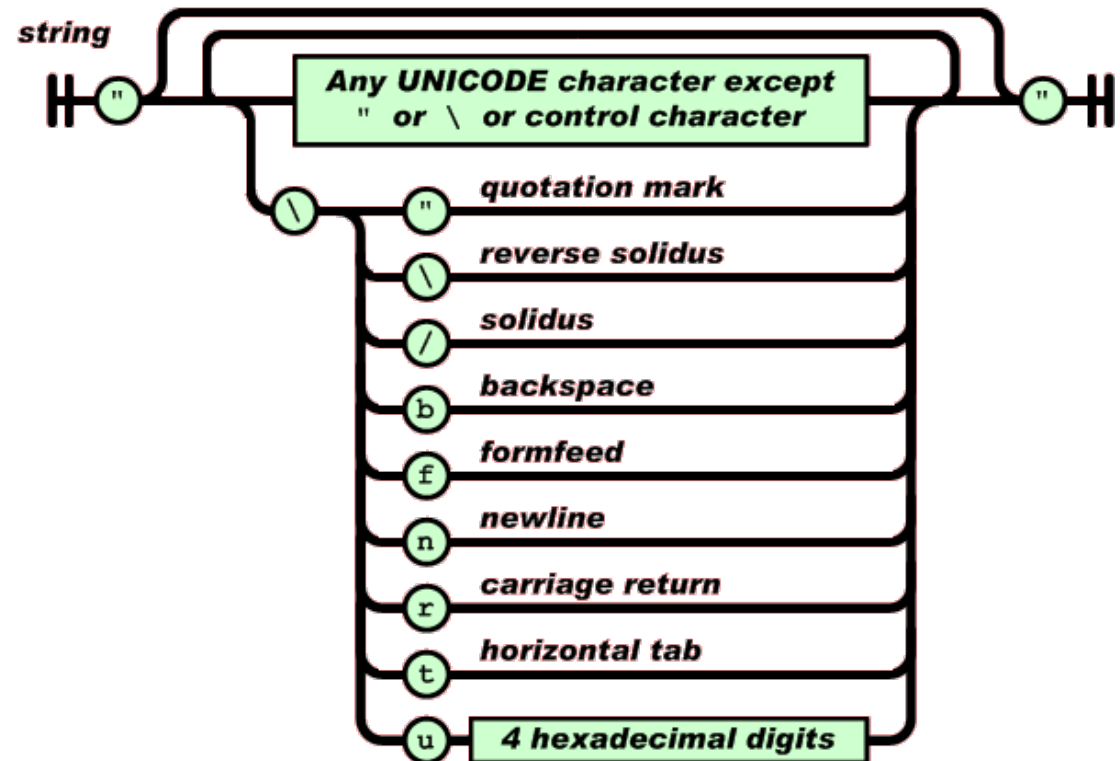 string
" Any UNICODE character except "
" or \ or control character
\ " quotation mark
\ reverse solidus
/ solidus
b backspace
f formfeed
n newline
r carriage return
t horizontal tab
u 4 hexadecimal digits